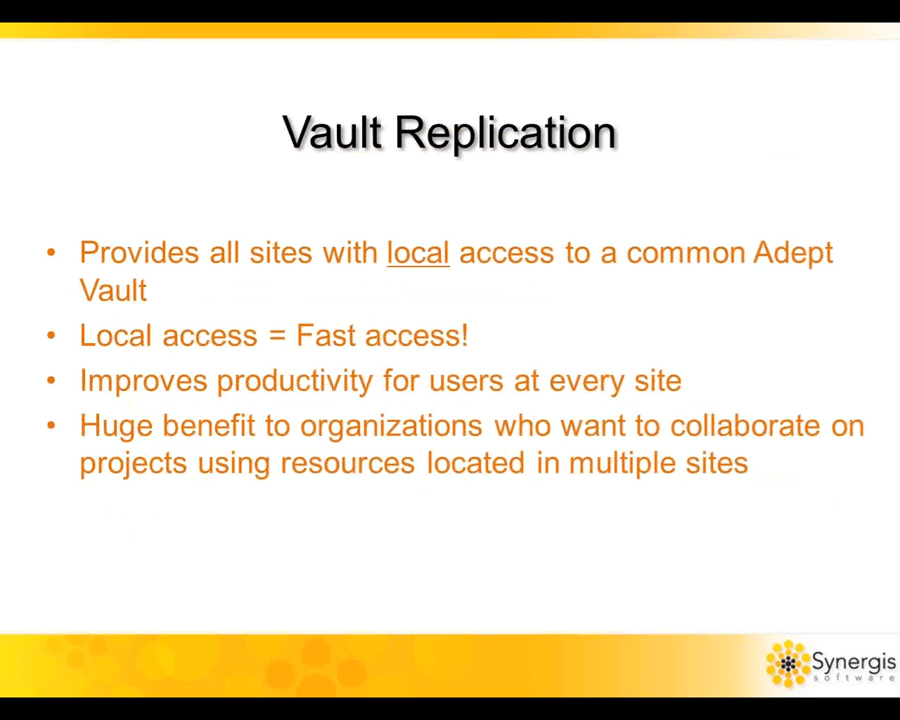 Vault Replication
• Provides all sites with local access to a common Adept
Vault
• Local access = Fast access!
• Improves productivity for users at every site
• Huge benefit to organizations who want to collaborate on
projects using resources located in multiple sites
Synergis
software